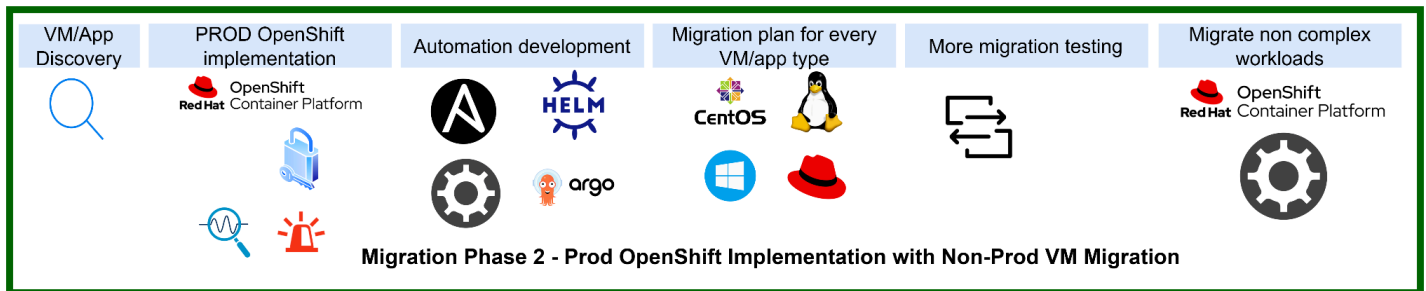 VM/App
Discovery
PROD OpenShift
implementation
Automation development
Migration plan for every
VM/app type
More migration testing
Migrate non complex
workloads
Red Hat
OpenShift
Container Platform
HELM
argo
CentOS
Red Hat
OpenShift
Container Platform
Migration Phase 2 - Prod OpenShift Implementation with Non-Prod VM Migration